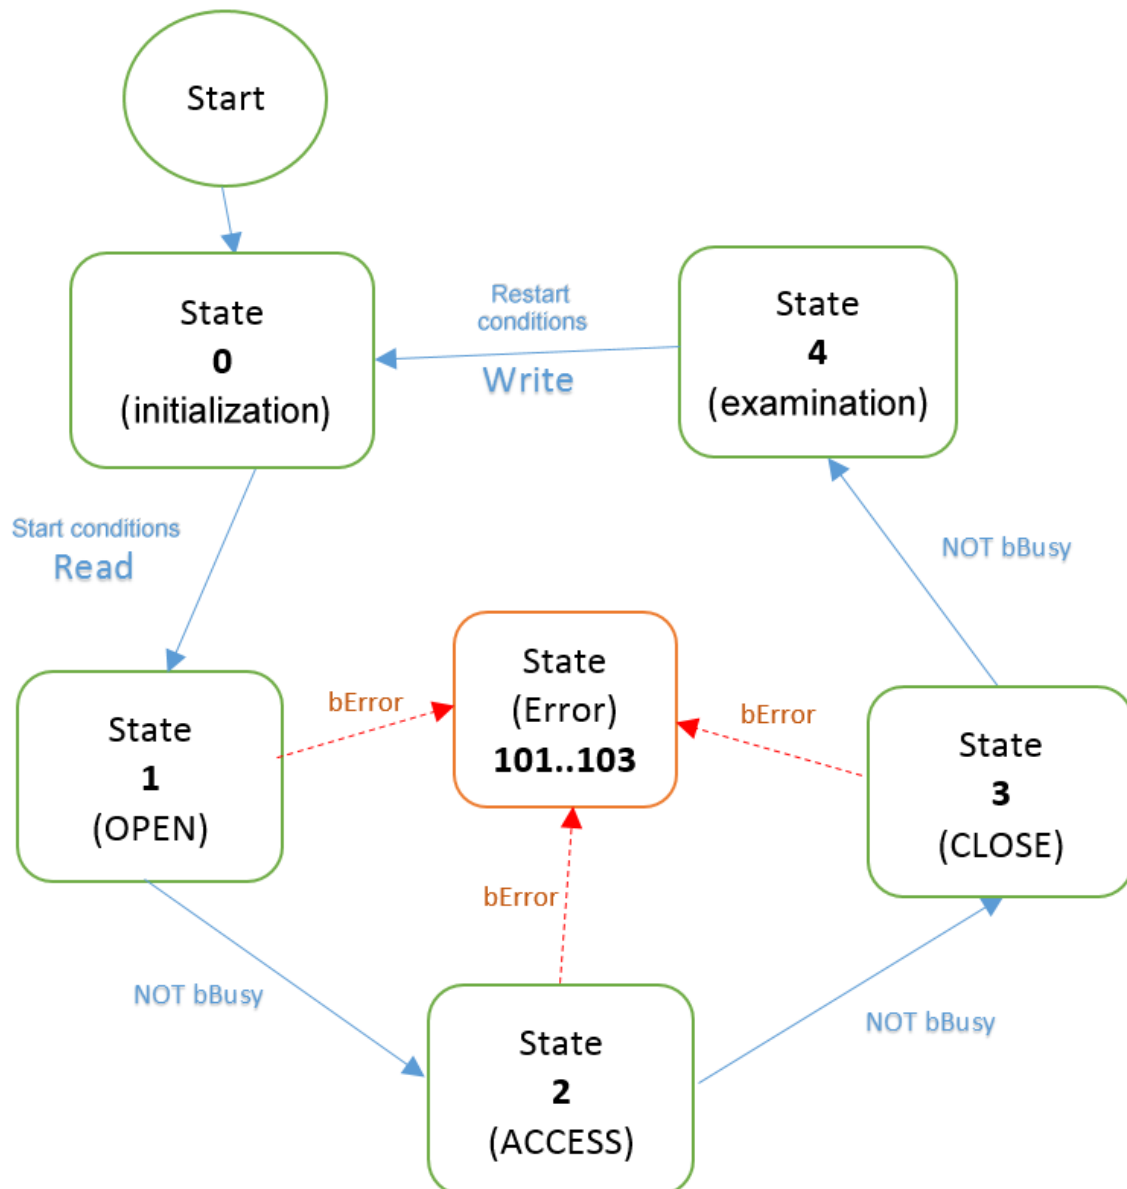 Start
State
0
(initialization)
Restart
conditions
Write
State
4
(examination)
Start conditions
Read
NOT bBusy
State
1
(OPEN)
bError
State
(Error)
101..103
bError
State
3
(CLOSE)
bError
NOT bBusy
NOT bBusy
State
2
(ACCESS)